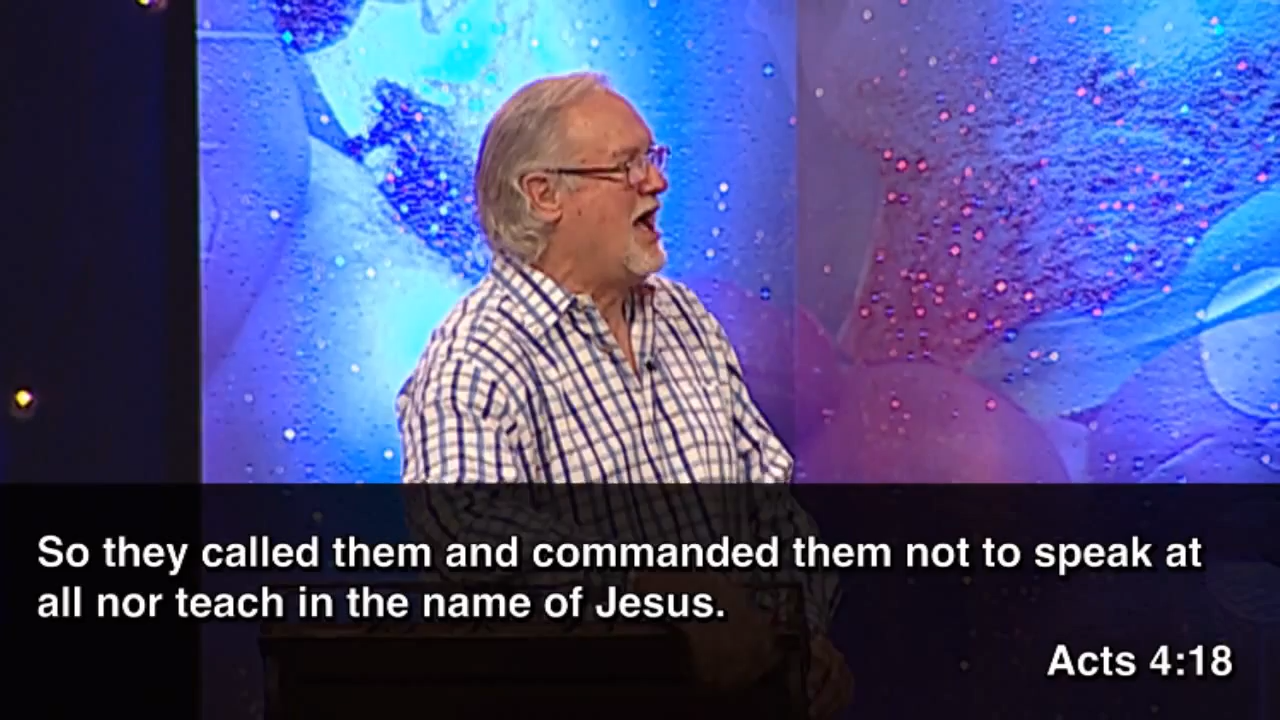 So they called them and commanded them not to speak at
all nor teach in the name of Jesus.
Acts 4:18